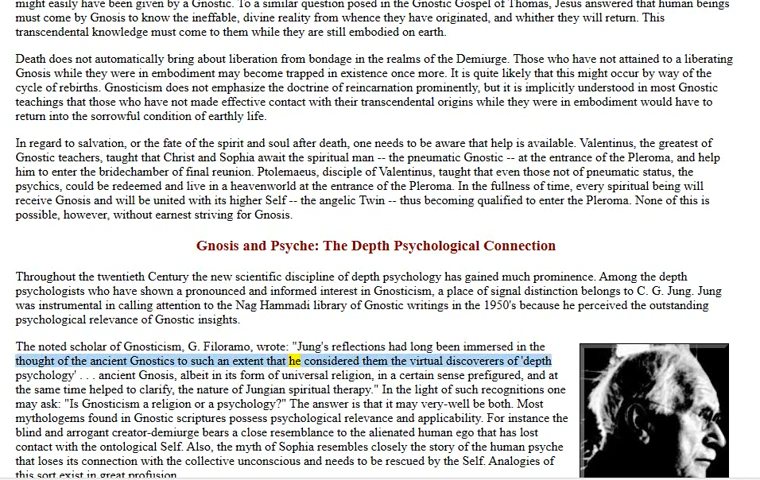 might easily have been given by a Gnostic. To a similar question posed in the Gnostic Gospel of Thomas, Jesus answered that human beings
must come by Gnosis to know the ineffable, divine reality from whence they have originated, and whither they will return. This
transcendental knowledge must come to them while they are still embodied on earth.
Death does not automatically bring about liberation from bondage in the realms of the Demiurge. Those who have not attained to a liberating
Gnosis while they were in embodiment may become trapped in existence once more. It is quite likely that this might occur by way of the
cycle of rebirths. Gnosticism does not emphasize the doctrine of reincarnation prominently, but it is implicitly understood in most Gnostic
teachings that those who have not made effective contact with their transcendental origins while they were in embodiment would have to
return into the sorrowful condition of earthly life.
In regard to salvation, or the fate of the spirit and soul after death, one needs to be aware that help is available. Valentinus, the greatest of
Gnostic teachers, taught that Christ and Sophia await the spiritual man -- the pneumatic Gnostic -- at the entrance of the Pleroma, and help
him to enter the bridechamber of final reunion. Ptolemaeus, disciple of Valentinus, taught that even those not of pneumatic status, the
psychics, could be redeemed and live in a heavenworld at the entrance of the Pleroma. In the fullness of time, every spiritual being will
receive Gnosis and will be united with its higher Self -- the angelic Twin -- thus becoming qualified to enter the Pleroma. None of this is
possible, however, without earnest striving for Gnosis.
Gnosis and Psyche: The Depth Psychological Connection
Throughout the twentieth Century the new scientific discipline of depth psychology has gained much prominence. Among the depth
psychologists who have shown a pronounced and informed interest in Gnosticism, a place of signal distinction belongs to C. G. Jung. Jung
was instrumental in calling attention to the Nag Hammadi library of Gnostic writings in the 1950's because he perceived the outstanding
psychological relevance of Gnostic insights.
The noted scholar of Gnosticism, G. Filoramo, wrote: "Jung's reflections had long been immersed in the
thought of the ancient Gnostics to such an extent that he considered them the virtual discoverers of 'depth
psychology' . . . ancient Gnosis, albeit in its form of universal religion, in a certain sense prefigured, and at
the same time helped to clarify, the nature of Jungian spiritual therapy." In the light of such recognitions one
may ask: "Is Gnosticism a religion or a psychology?" The answer is that it may very-well be both. Most
mythologems found in Gnostic scriptures possess psychological relevance and applicability. For instance the
blind and arrogant creator-demiurge bears a close resemblance to the alienated human ego that has lost
contact with the ontological Self. Also, the myth of Sophia resembles closely the story of the human psyche
that loses its connection with the collective unconscious and needs to be rescued by the Self. Analogies of
this sort exist in great profusion.